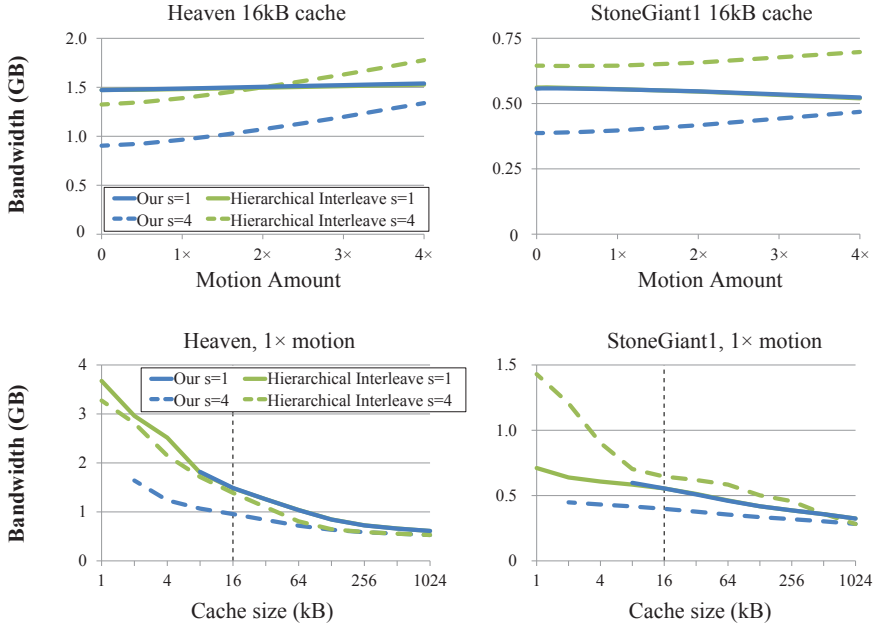 Heaven 16kB cache
Bandwidth (GB)
2.0
1.5
1.0
0.5
0
Our s=1
Hierarchical Interleave s=1
Our s=4
Hierarchical Interleave s=4
0 1× 2× 3× 4×
Motion Amount
StoneGiant1 16kB cache
0.75
0.50
0.25
0
0 1× 2× 3× 4×
Motion Amount
Heaven, 1× motion
Bandwidth (GB)
4
3
2
1
0
Our s=1
Hierarchical Interleave s=1
Our s=4
Hierarchical Interleave s=4
1 4 16 64 256 1024
Cache size (kB)
StoneGiant1, 1× motion
1.5
1.0
0.5
0
1 4 16 64 256 1024
Cache size (kB)